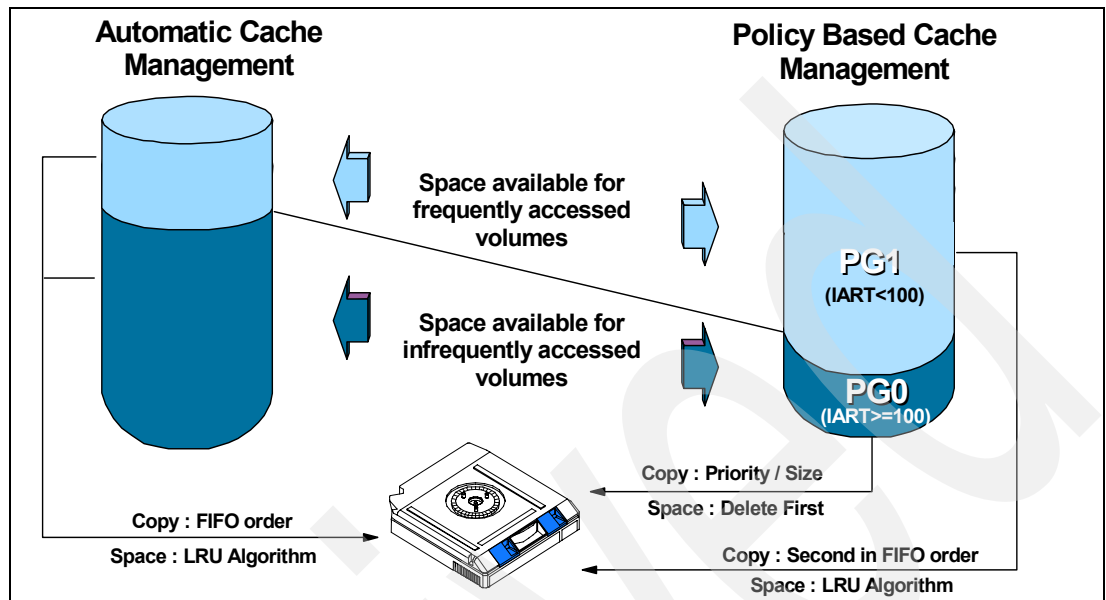 Automatic Cache
Management
Policy Based Cache
Management
Space available for
frequently accessed
volumes
PG1
(IART<100)
Space available for
infrequently accessed
volumes
PG0
(IART>=100)
Copy : Priority / Size
Space : Delete First
Copy : FIFO order
Space : LRU Algorithm
Copy : Second in FIFO order
Space : LRU Algorithm